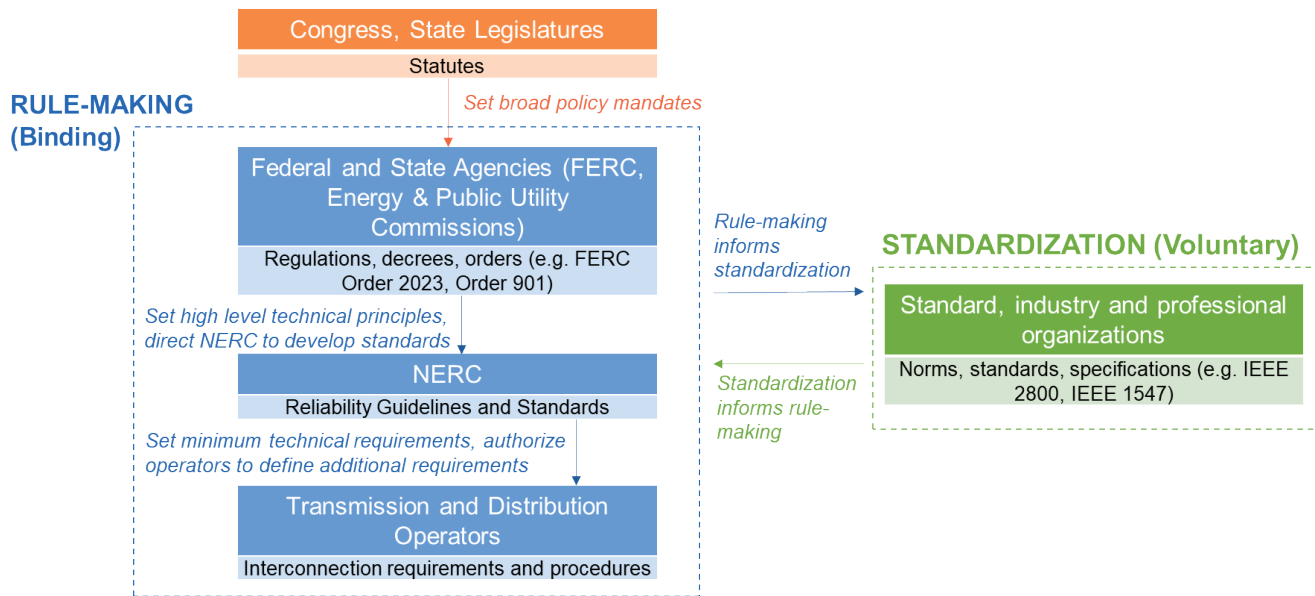 Congress, State Legislatures
Statutes
Set broad policy mandates
RULE-MAKING
(Binding)
Federal and State Agencies (FERC,
Energy & Public Utility
Commissions)
Regulations, decrees, orders (e.g. FERC
Order 2023, Order 901)
Set high level technical principles,
direct NERC to develop standards
NERC
Reliability Guidelines and Standards
Set minimum technical requirements, authorize
operators to define additional requirements
Transmission and Distribution
Operators
Interconnection requirements and procedures
Rule-making
informs
standardization
Standardization
informs rule-
making
STANDARDIZATION (Voluntary)
Standard, industry and professional
organizations
Norms, standards, specifications (e.g. IEEE
2800, IEEE 1547)